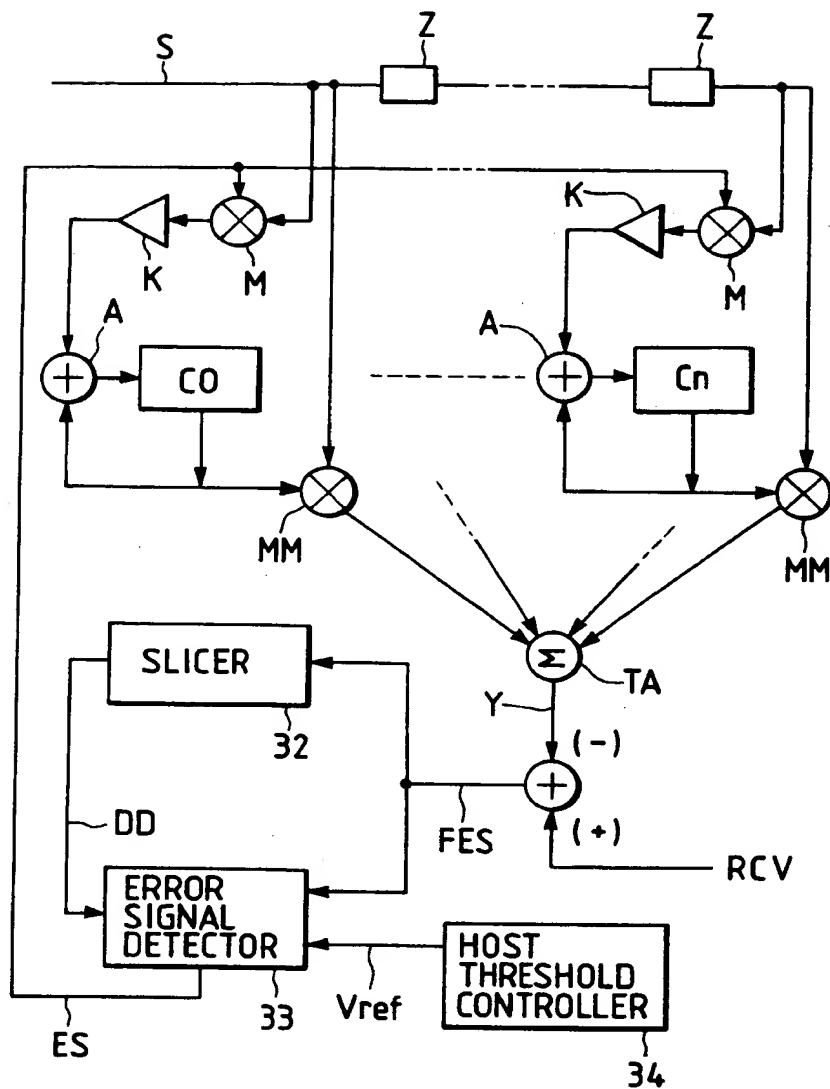 S
Z
Z
K
M
K
M
A
C0
A
Cn
MM
MM
Σ
TA
Y
(-)
SLICER
32
DD
FES
(+)
RCV
ERROR
SIGNAL
DETECTOR
33
Vref
HOST
THRESHOLD
CONTROLLER
34
ES